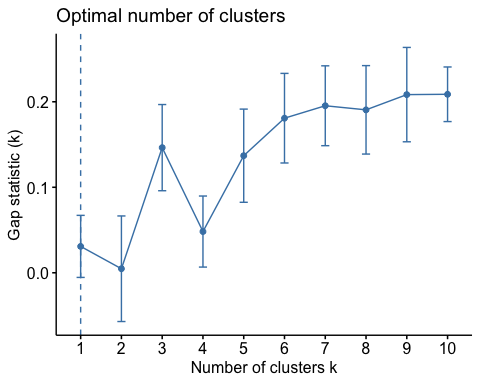 Optimal number of clusters
Gap statistic (k)
0.2
0.1
0.0
1 2 3 4 5 6 7 8 9 10
Number of clusters k